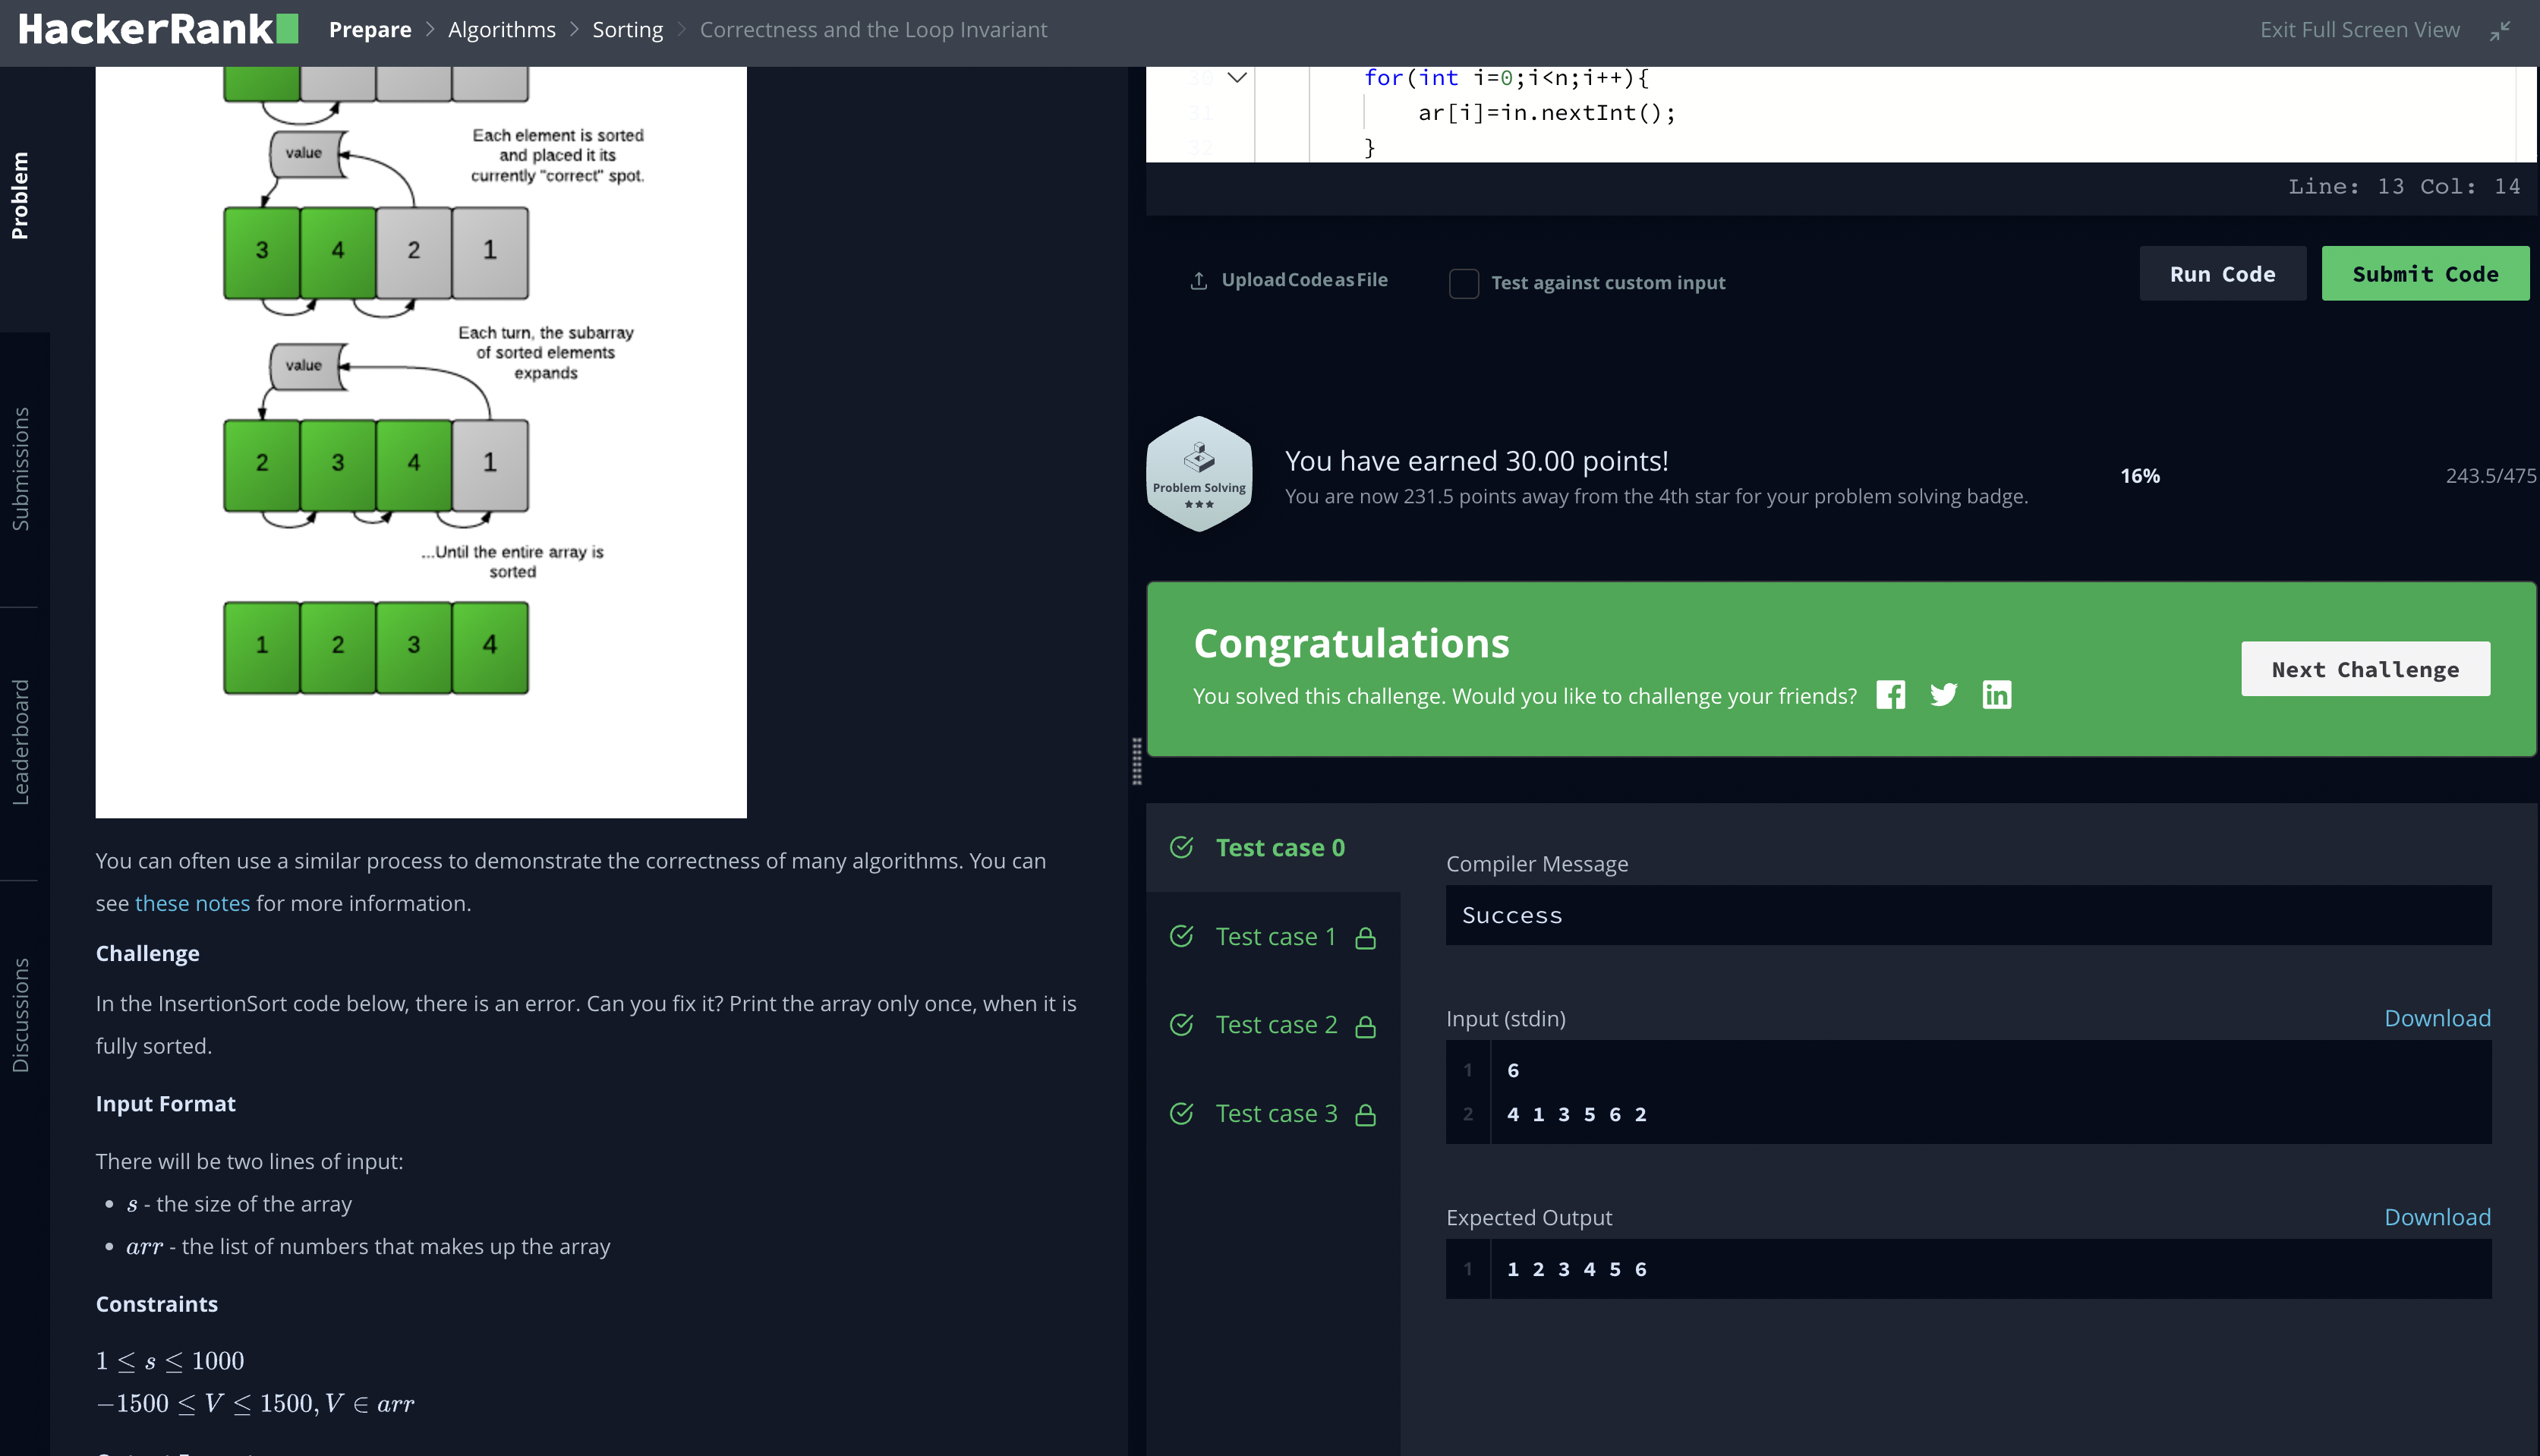 HackerRank
Prepare > Algorithms > Sorting > Correctness and the Loop Invariant
Exit Full Screen View
Problem
Submissions
Leaderboard
Discussions
Each element is sorted
and placed it its
currently "correct" spot.
value
3 4 2 1
Each turn, the subarray
of sorted elements
expands
value
2 3 4 1
...Until the entire array is
sorted
1 2 3 4
You can often use a similar process to demonstrate the correctness of many algorithms. You can
see these notes for more information.
Challenge
In the InsertionSort code below, there is an error. Can you fix it? Print the array only once, when it is
fully sorted.
Input Format
There will be two lines of input:
• s - the size of the array
• arr - the list of numbers that makes up the array
Constraints
1 ≤ s ≤ 1000
−1500 ≤ V ≤ 1500, V ∈ arr
30 for(int i=0;i<n;i++){
31 ar[i]=in.nextInt();
32 }
Line: 13 Col: 14
Upload Code as File
Test against custom input
Run Code
Submit Code
Problem Solving
You have earned 30.00 points!
You are now 231.5 points away from the 4th star for your problem solving badge.
16%
243.5/475
Congratulations
You solved this challenge. Would you like to challenge your friends?
Next Challenge
Test case 0
Test case 1
Test case 2
Test case 3
Compiler Message
Success
Input (stdin)
Download
1 6
2 4 1 3 5 6 2
Expected Output
Download
1 1 2 3 4 5 6